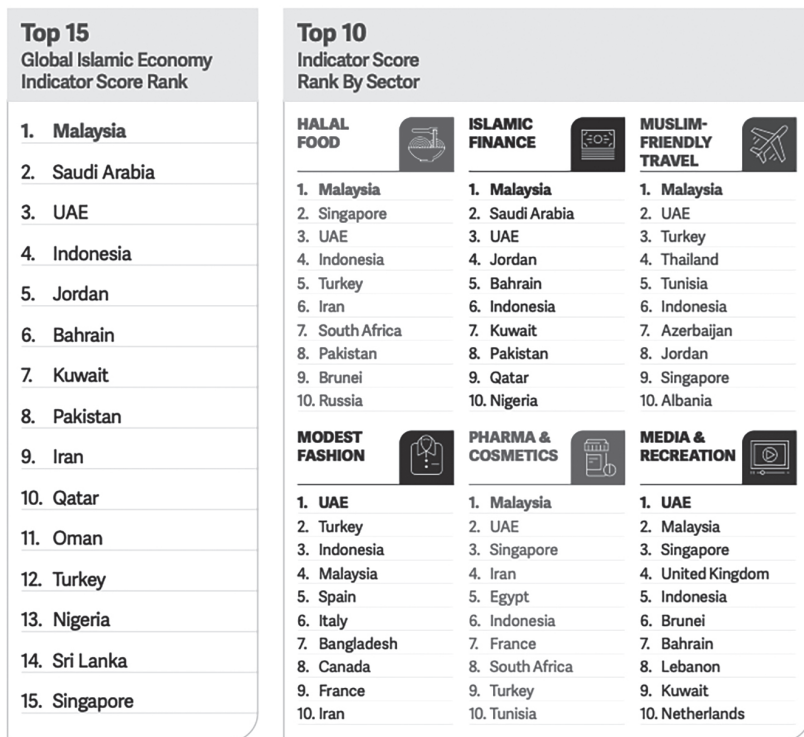 Top 15
Global Islamic Economy
Indicator Score Rank
1. Malaysia
2. Saudi Arabia
3. UAE
4. Indonesia
5. Jordan
6. Bahrain
7. Kuwait
8. Pakistan
9. Iran
10. Qatar
11. Oman
12. Turkey
13. Nigeria
14. Sri Lanka
15. Singapore
Top 10
Indicator Score
Rank By Sector
HALAL
FOOD
1. Malaysia
2. Singapore
3. UAE
4. Indonesia
5. Turkey
6. Iran
7. South Africa
8. Pakistan
9. Brunei
10. Russia
ISLAMIC
FINANCE
1. Malaysia
2. Saudi Arabia
3. UAE
4. Jordan
5. Bahrain
6. Indonesia
7. Kuwait
8. Pakistan
9. Qatar
10. Nigeria
MUSLIM-
FRIENDLY
TRAVEL
1. Malaysia
2. UAE
3. Turkey
4. Thailand
5. Tunisia
6. Indonesia
7. Azerbaijan
8. Jordan
9. Singapore
10. Albania
MODEST
FASHION
1. UAE
2. Turkey
3. Indonesia
4. Malaysia
5. Spain
6. Italy
7. Bangladesh
8. Canada
9. France
10. Iran
PHARMA &
COSMETICS
1. Malaysia
2. UAE
3. Singapore
4. Iran
5. Egypt
6. Indonesia
7. France
8. South Africa
9. Turkey
10. Tunisia
MEDIA &
RECREATION
1. UAE
2. Malaysia
3. Singapore
4. United Kingdom
5. Indonesia
6. Brunei
7. Bahrain
8. Lebanon
9. Kuwait
10. Netherlands